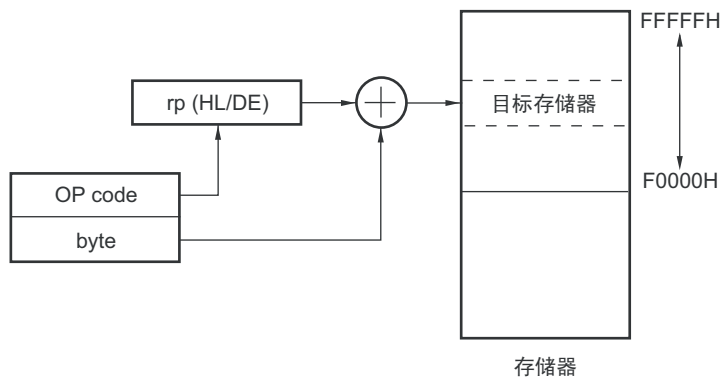 FFFFFH
rp (HL/DE)
目标存储器
F0000H
OP code
byte
存储器